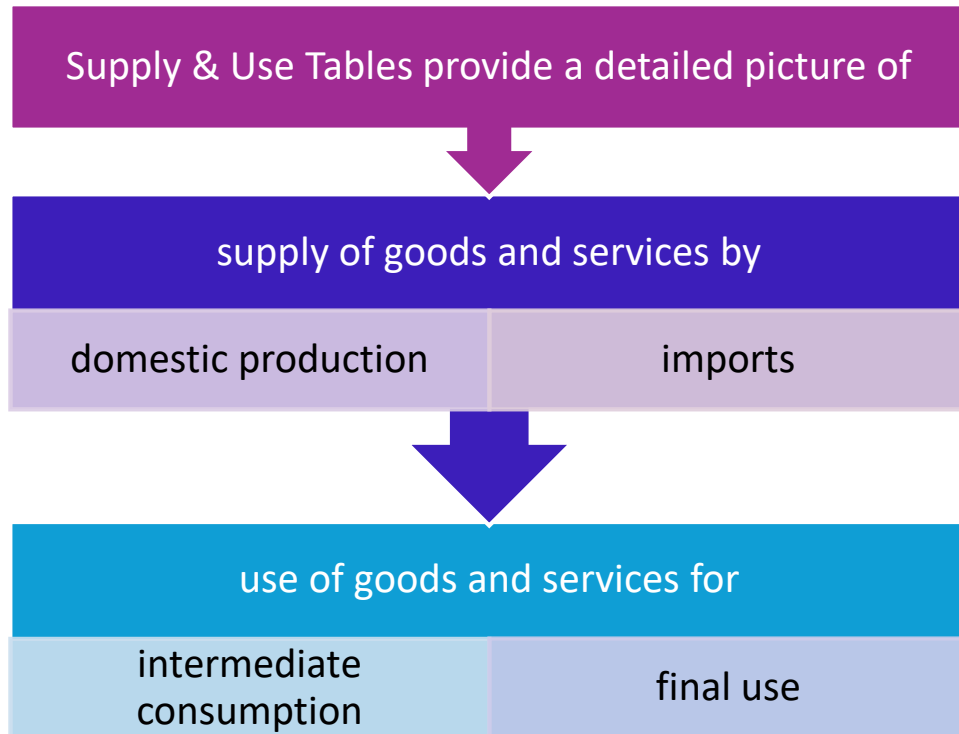 Supply & Use Tables provide a detailed picture of
supply of goods and services by
domestic production
imports
use of goods and services for
intermediate
consumption
final use